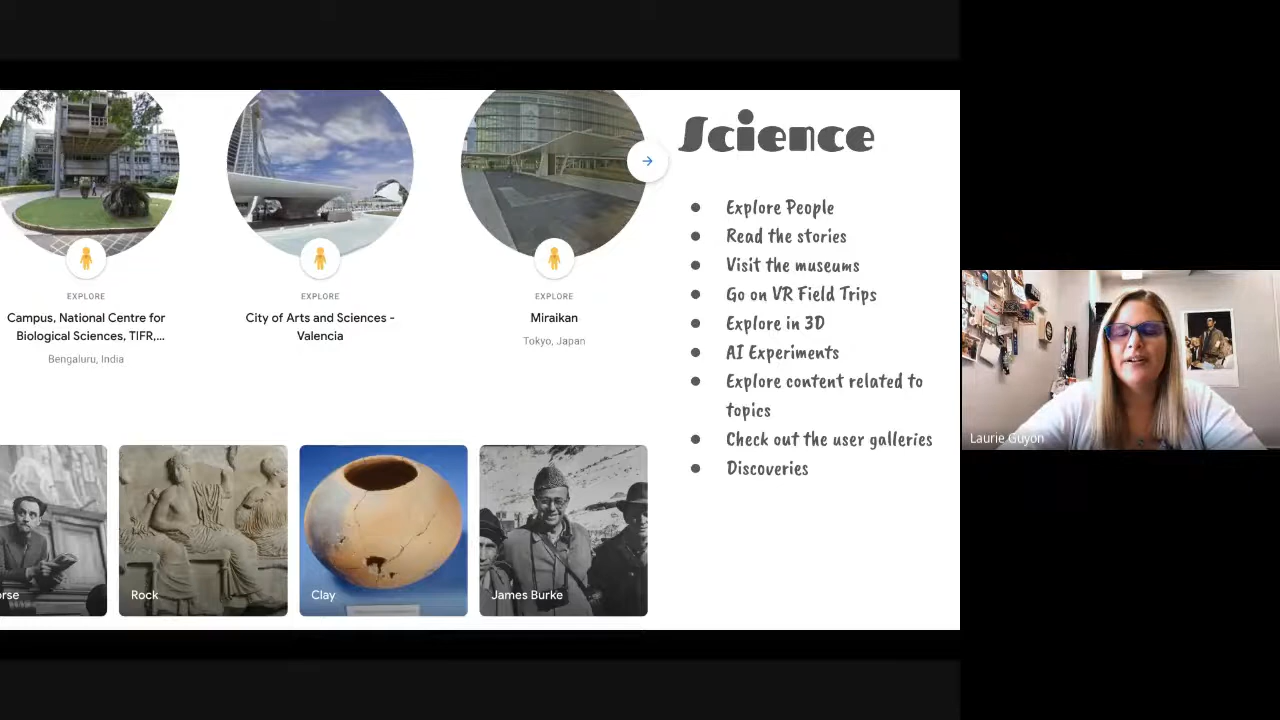 Science
Explore People
Read the stories
Visit the museums
Go on VR Field Trips
Explore in 3D
AI Experiments
Explore content related to
topics
Check out the user galleries
Discoveries
EXPLORE
Campus, National Centre for
Biological Sciences, TIFR,...
Bengaluru, India
EXPLORE
City of Arts and Sciences -
Valencia
EXPLORE
Miraikan
Tokyo, Japan
orse
Rock
Clay
James Burke
Laurie Guyon